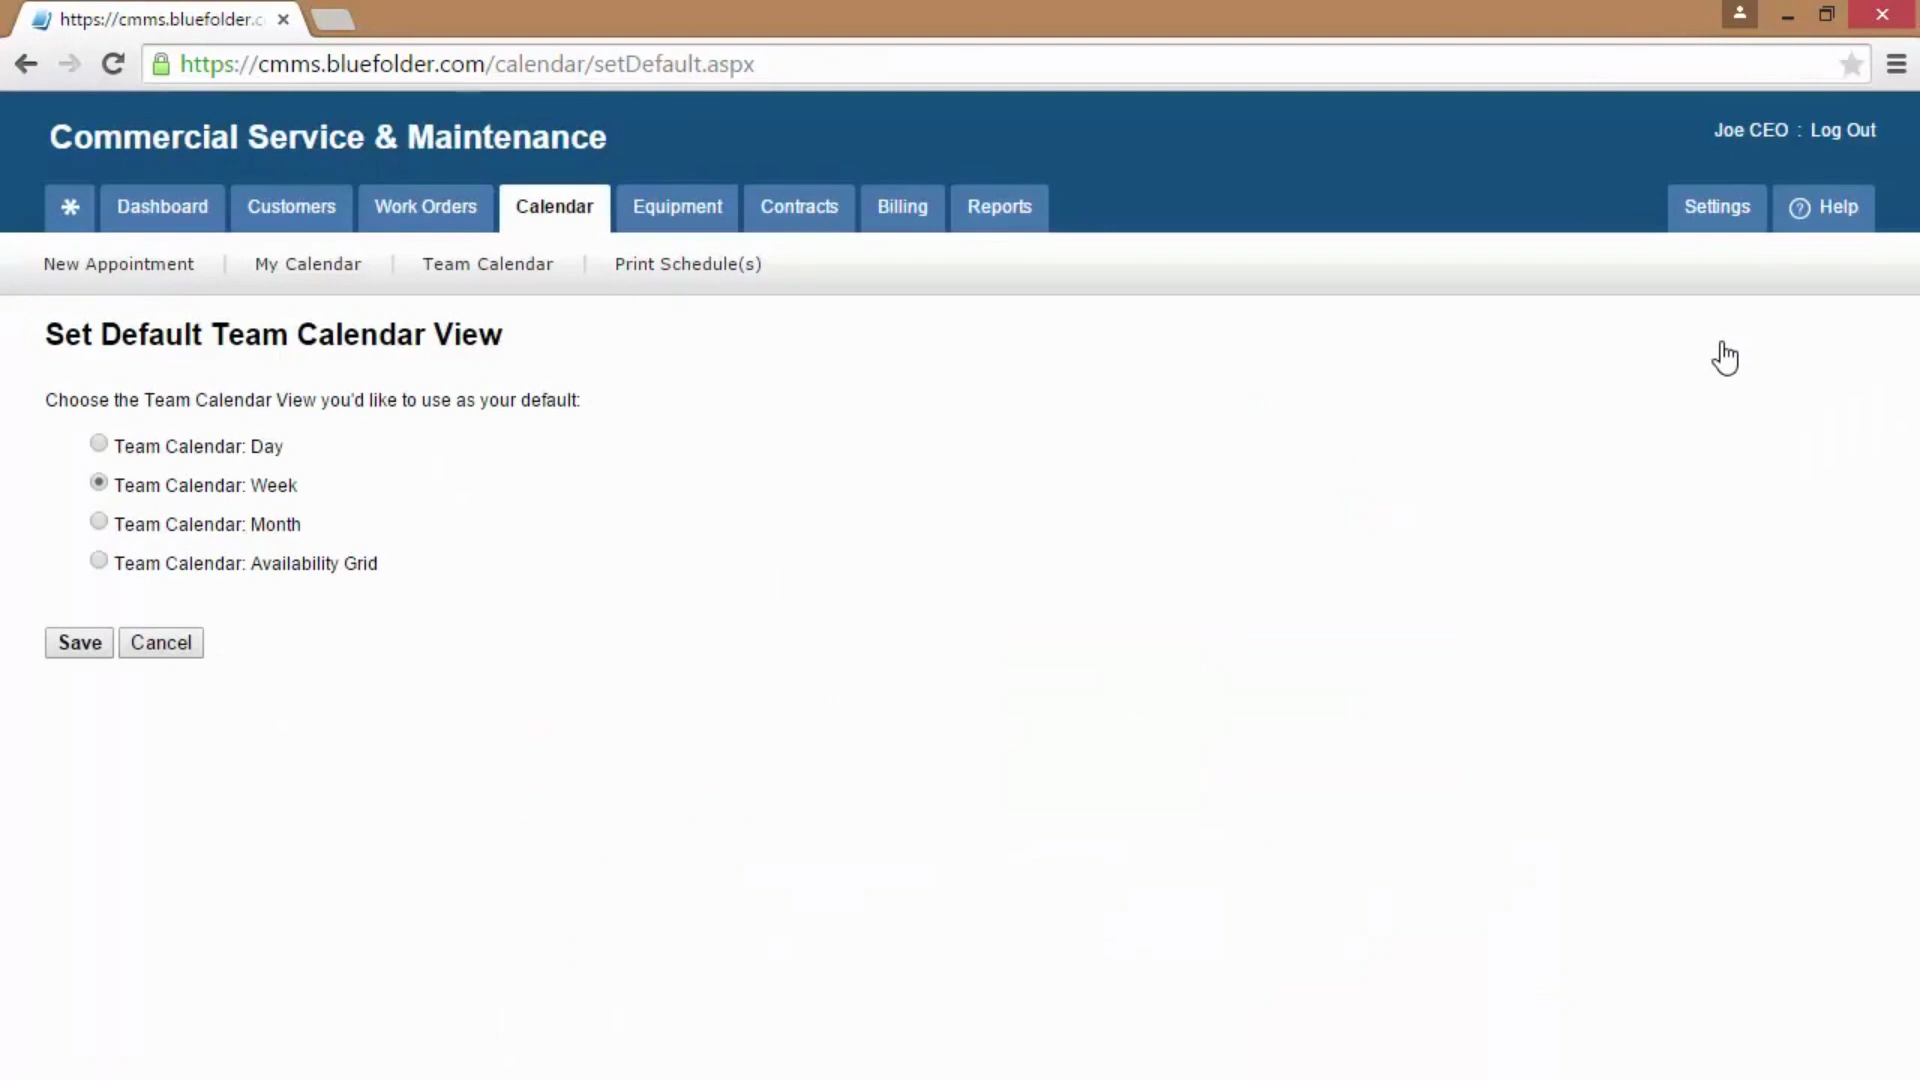 https://cmms.bluefolder.c
https://cmms.bluefolder.com/calendar/setDefault.aspx
Commercial Service & Maintenance
Joe CEO : Log Out
Dashboard Customers Work Orders Calendar Equipment Contracts Billing Reports Settings ? Help
New Appointment | My Calendar | Team Calendar | Print Schedule(s)
Set Default Team Calendar View
Choose the Team Calendar View you'd like to use as your default:
Team Calendar: Day
Team Calendar: Week
Team Calendar: Month
Team Calendar: Availability Grid
Save Cancel